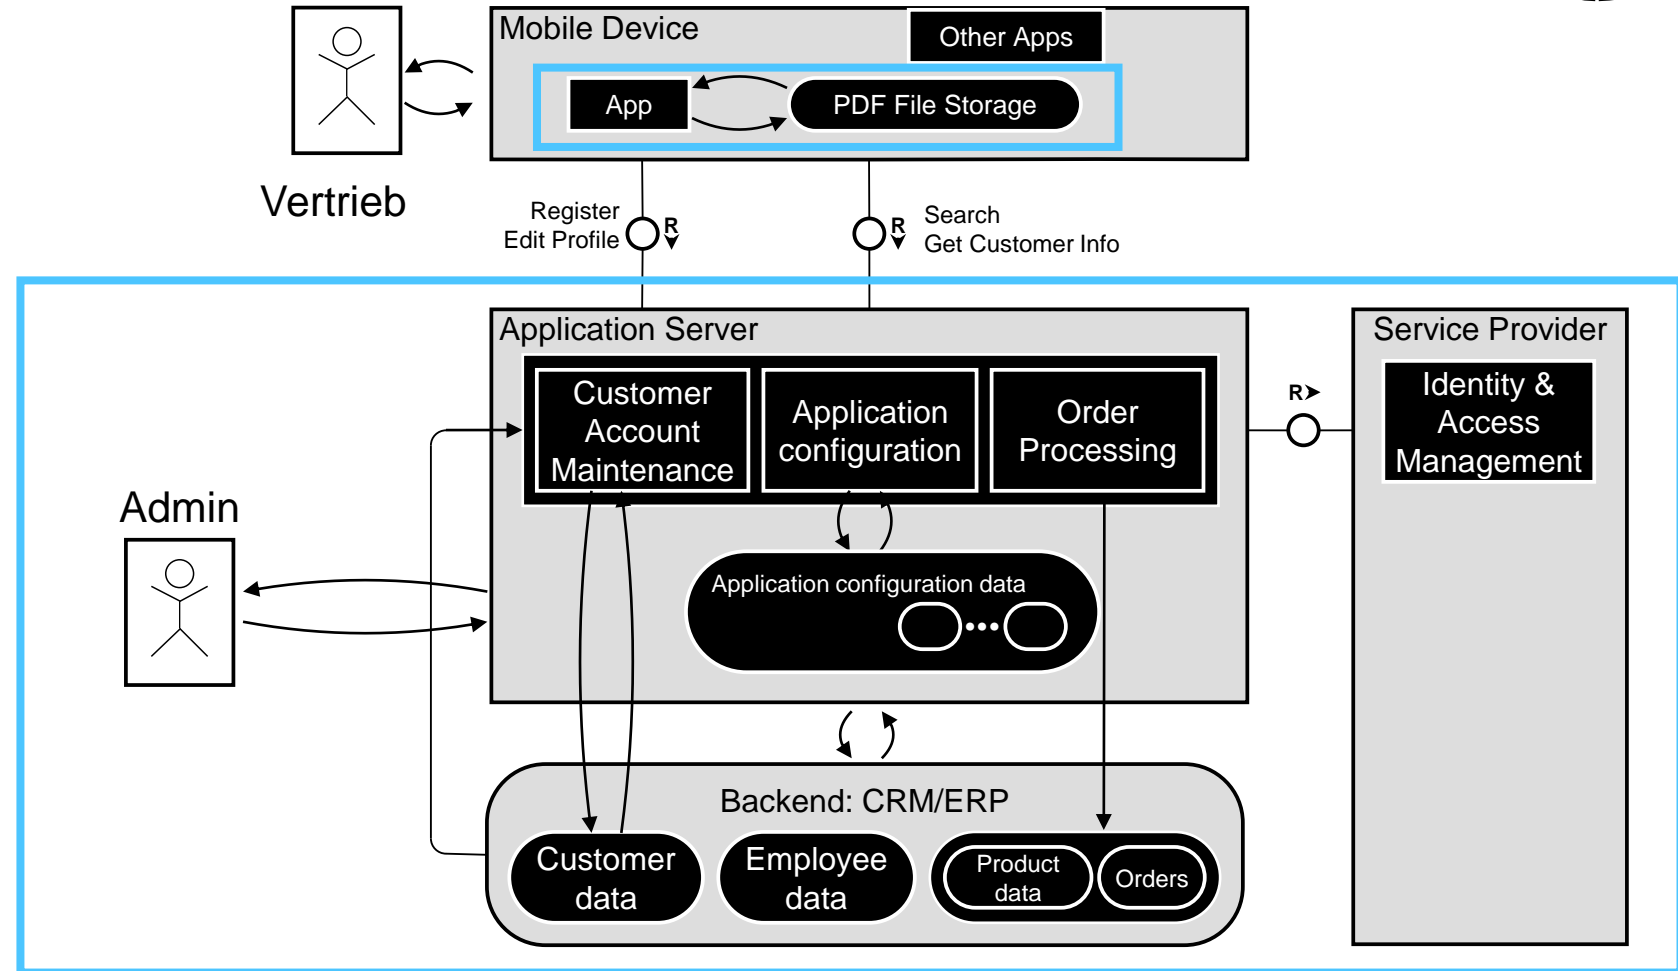 Mobile Device
Other Apps
App
PDF File Storage
Vertrieb
Register
Edit Profile
R
R
Search
Get Customer Info
Application Server
Service Provider
Customer
Account
Maintenance
Application
configuration
Order
Processing
R
Identity &
Access
Management
Admin
Application configuration data
Backend: CRM/ERP
Customer
data
Employee
data
Product
data
Orders